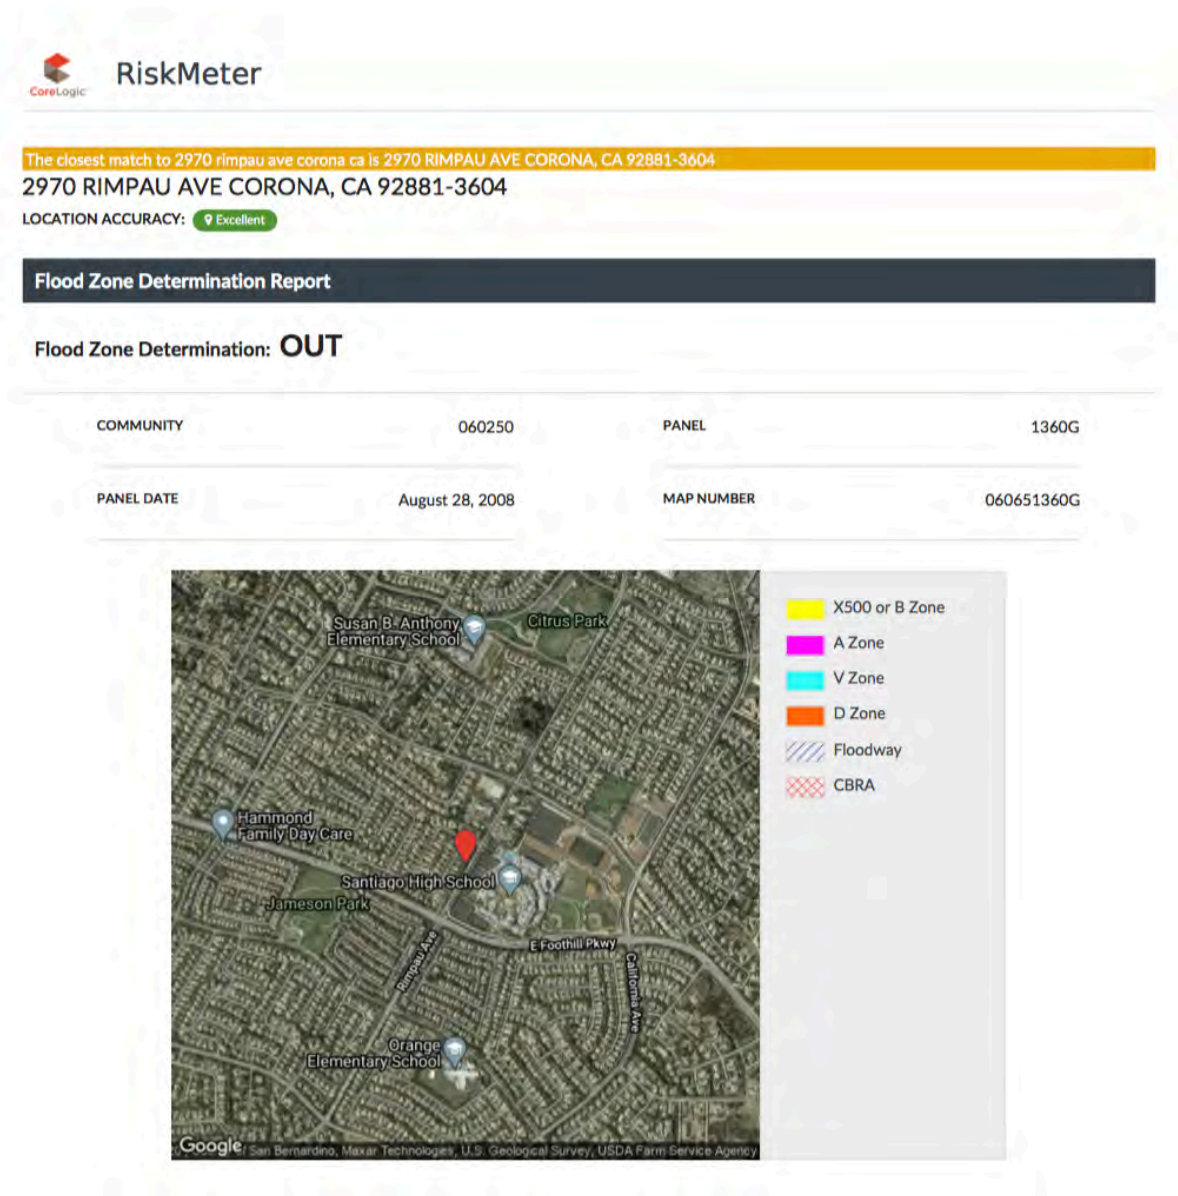 CoreLogic
RiskMeter
The closest match to 2970 rimpau ave corona ca is 2970 RIMPAU AVE CORONA, CA 92881-3604
2970 RIMPAU AVE CORONA, CA 92881-3604
LOCATION ACCURACY: Excellent
Flood Zone Determination Report
Flood Zone Determination: OUT
COMMUNITY 060250 PANEL 1360G
PANEL DATE August 28, 2008 MAP NUMBER 060651360G
X500 or B Zone
A Zone
V Zone
D Zone
Floodway
CBRA
Susan B. Anthony
Elementary School
Citrus Park
Hammond
Family Day Care
Santiago High School
Jameson Park
E Foothill Pkwy
Rimpau Ave
California Ave
Orange
Elementary School
Google
San Bernardino, Maxar Technologies, U.S. Geological Survey, USDA Farm Service Agency